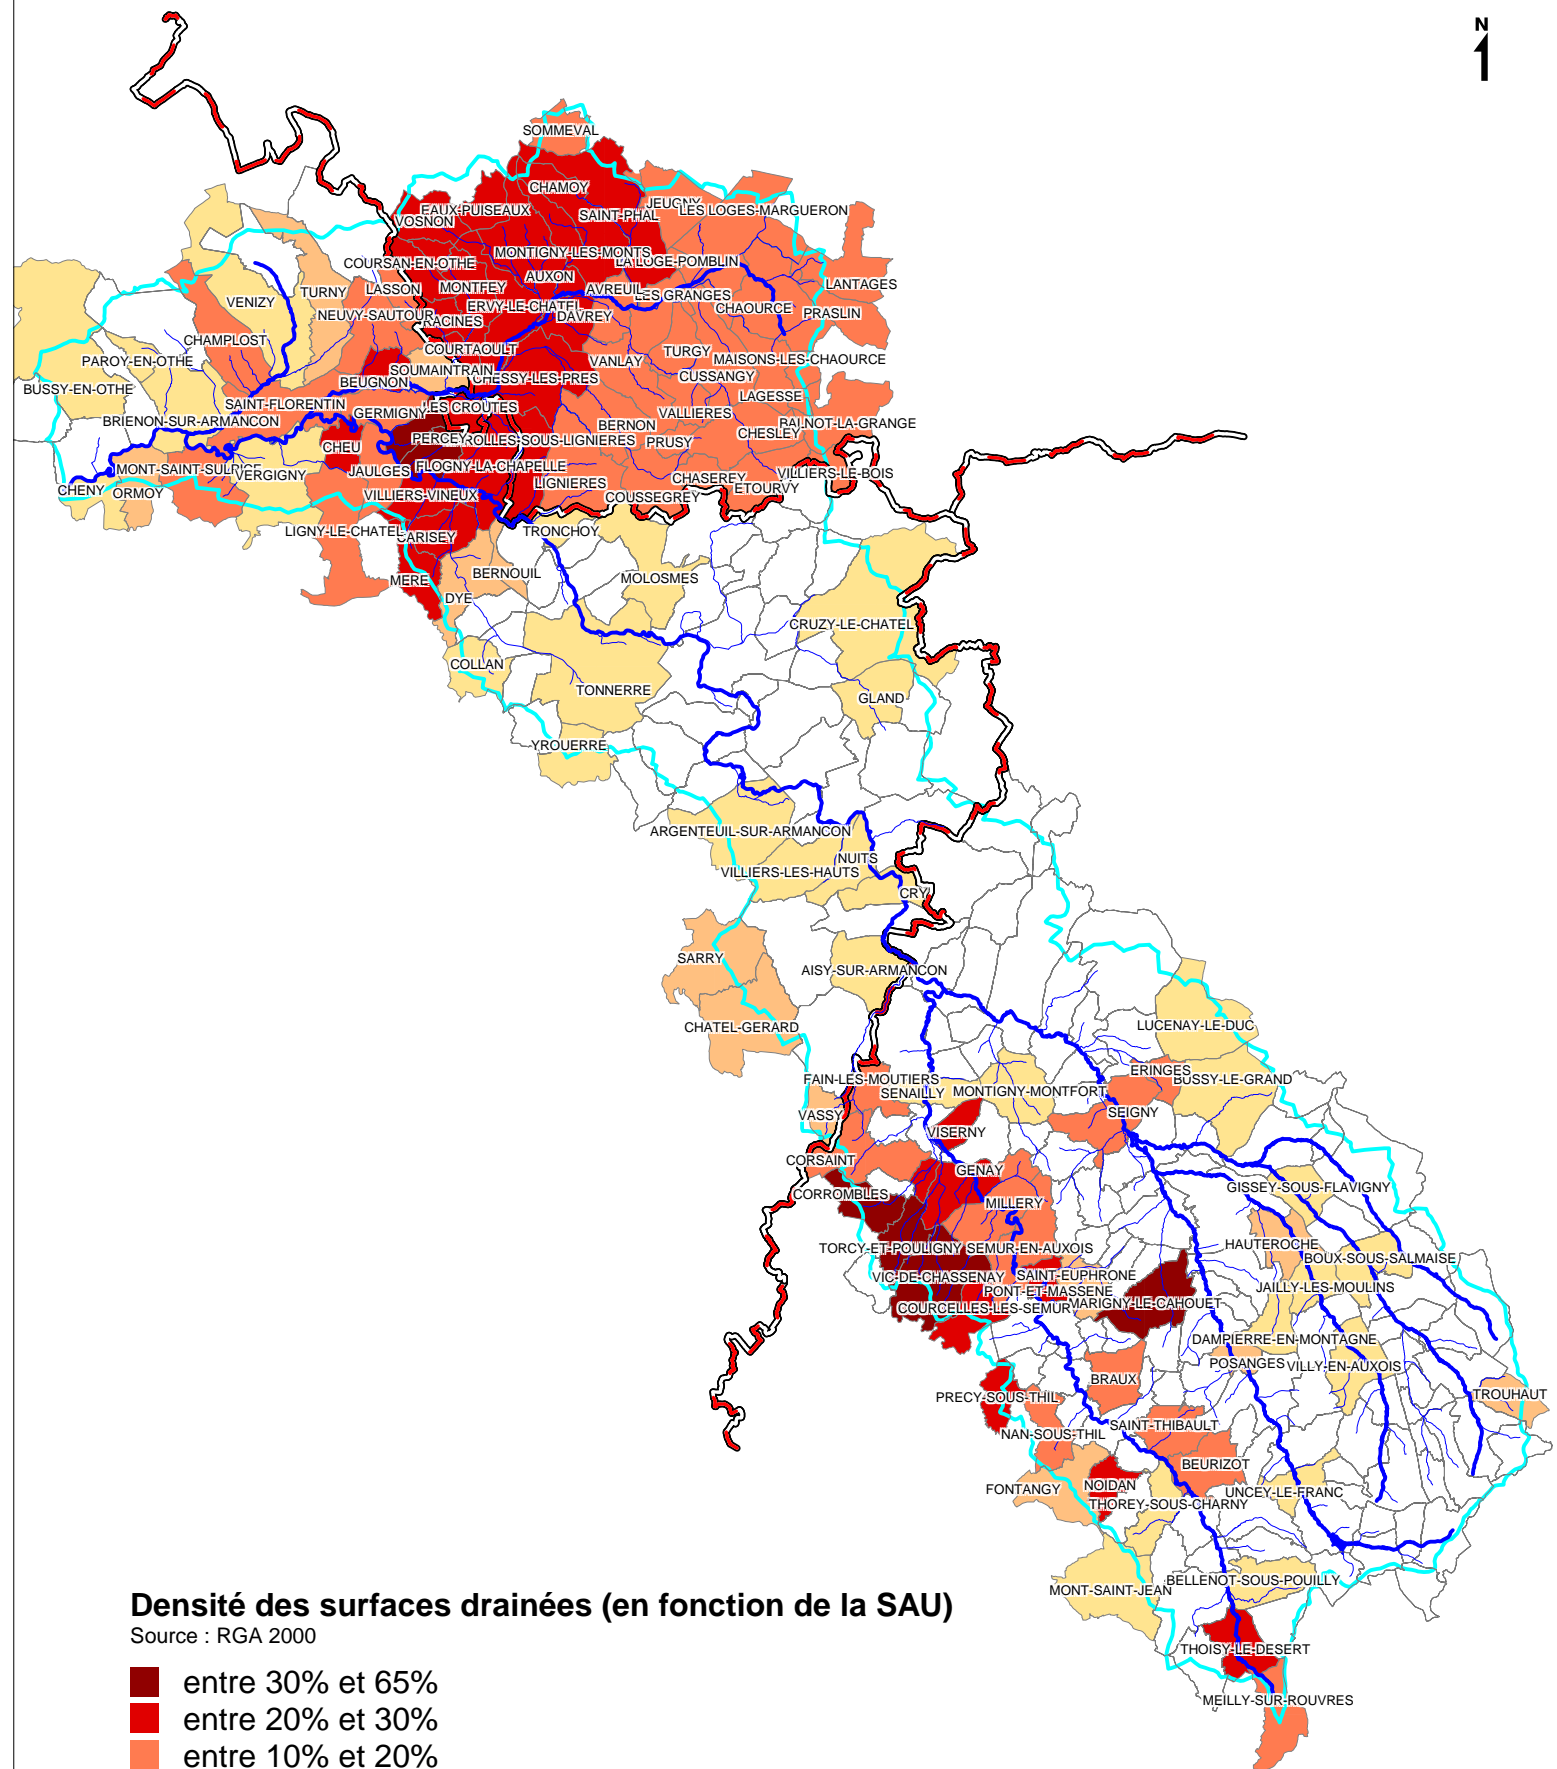 N
SOMMEVAL
CHAMOY
EAUX-PUISEAUX
VOSNON
SAINT-PHAL
JEUGNY
LES LOGES-MARGUERON
COURSAN-EN-OTHE
MONTIGNY-LES-MONTS
LA LOGE-POMBLIN
AUXON
LANTAGES
TURNY
LASSON
MONTFEY
AVREUIL
LES GRANGES
VENIZY
NEUVY-SAUTOUR
RACINES
ERVY-LE-CHATEL
DAVREY
CHAOURCE
PRASLIN
CHAMPLOST
COURTAOULT
TURGY
PAROY-EN-OTHE
SOUMAINTRAIN
VANLAY
MAISONS-LES-CHAOURCE
BUSSY-EN-OTHE
BEUGNON
CHESSY-LES-PRES
CUSSANGY
SAINT-FLORENTIN
GERMIGNY
LES CROUTES
LAGESSE
BRIENON-SUR-ARMANCON
BERNON
VALLIERES
BALNOT-LA-GRANGE
CHEU
PERCEY
TROLLES-SOUS-LIGNIERES
PRUSY
CHESLEY
MONT-SAINT-SULPICE
VERGIGNY
JAULGES
FLOGNY-LA-CHAPELLE
CHENY
ORMOY
VILLIERS-VINEUX
LIGNIERES
COUSSEGREY
CHASEREY
ETOURVY
VILLIERS-LE-BOIS
LIGNY-LE-CHATEL
CARISEY
TRONCHOY
MERE
BERNOUIL
MOLOSMES
DYE
CRUZY-LE-CHATEL
COLLAN
TONNERRE
GLAND
YROUERRE
ARGENTEUIL-SUR-ARMANCON
NUITS
VILLIERS-LES-HAUTS
CRY
SARRY
AISY-SUR-ARMANCON
CHATEL-GERARD
LUCENAY-LE-DUC
FAIN-LES-MOUTIERS
SENAILLY
MONTIGNY-MONTFORT
ERINGES
BUSSY-LE-GRAND
VASSY
SEIGNY
VISERNY
CORSAINT
GENAY
CORROMBLES
MILLERY
GISSEY-SOUS-FLAVIGNY
TORCY-ET-POULIGNY
SEMUR-EN-AUXOIS
HAUTEROCHE
BOUX-SOUS-SALMAISE
VIC-DE-CHASSENAY
SAINT-EUPHRONE
PONT-ET-MASSENE
JAILLY-LES-MOULINS
COURCELLES-LES-SEMUR
MARIGNY-LE-CAHOUET
DAMPIERRE-EN-MONTAGNE
POSANGES
VILLY-EN-AUXOIS
BRAUX
PRECY-SOUS-THIL
TROUHAUT
NAN-SOUS-THIL
SAINT-THIBAULT
BEURIZOT
FONTANGY
NOIDAN
UNCEY-LE-FRANC
THOREY-SOUS-CHARNY
MONT-SAINT-JEAN
BELLENOT-SOUS-POUILLY
THOISY-LE-DESERT
MEILLY-SUR-ROUVRES
Densité des surfaces drainées (en fonction de la SAU)
Source : RGA 2000
entre 30% et 65%
entre 20% et 30%
entre 10% et 20%